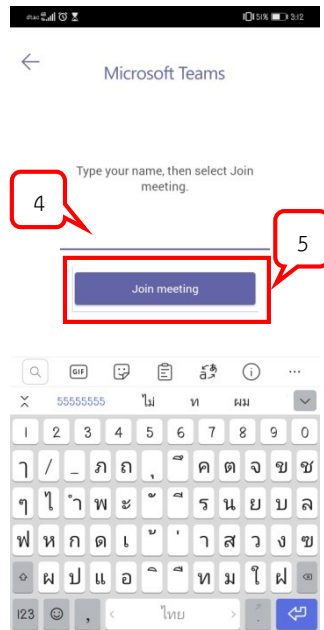 dtac 51% 3:12
Microsoft Teams
Type your name, then select Join
meeting.
4
5
Join meeting
GIF
55555555 ไม่ ท ผม
1 2 3 4 5 6 7 8 9 0
ๅ / _ ภ ถ ุ ึ ค ต จ ข ช
ๆ ไ ำ พ ะ ั ี ร น ย บ ล
ฟ ห ก ด เ ้ ่ า ส ว ง ฃ
ผ ป แ อ ิ ื ท ม ใ ฝ
123 , < ไทย > .